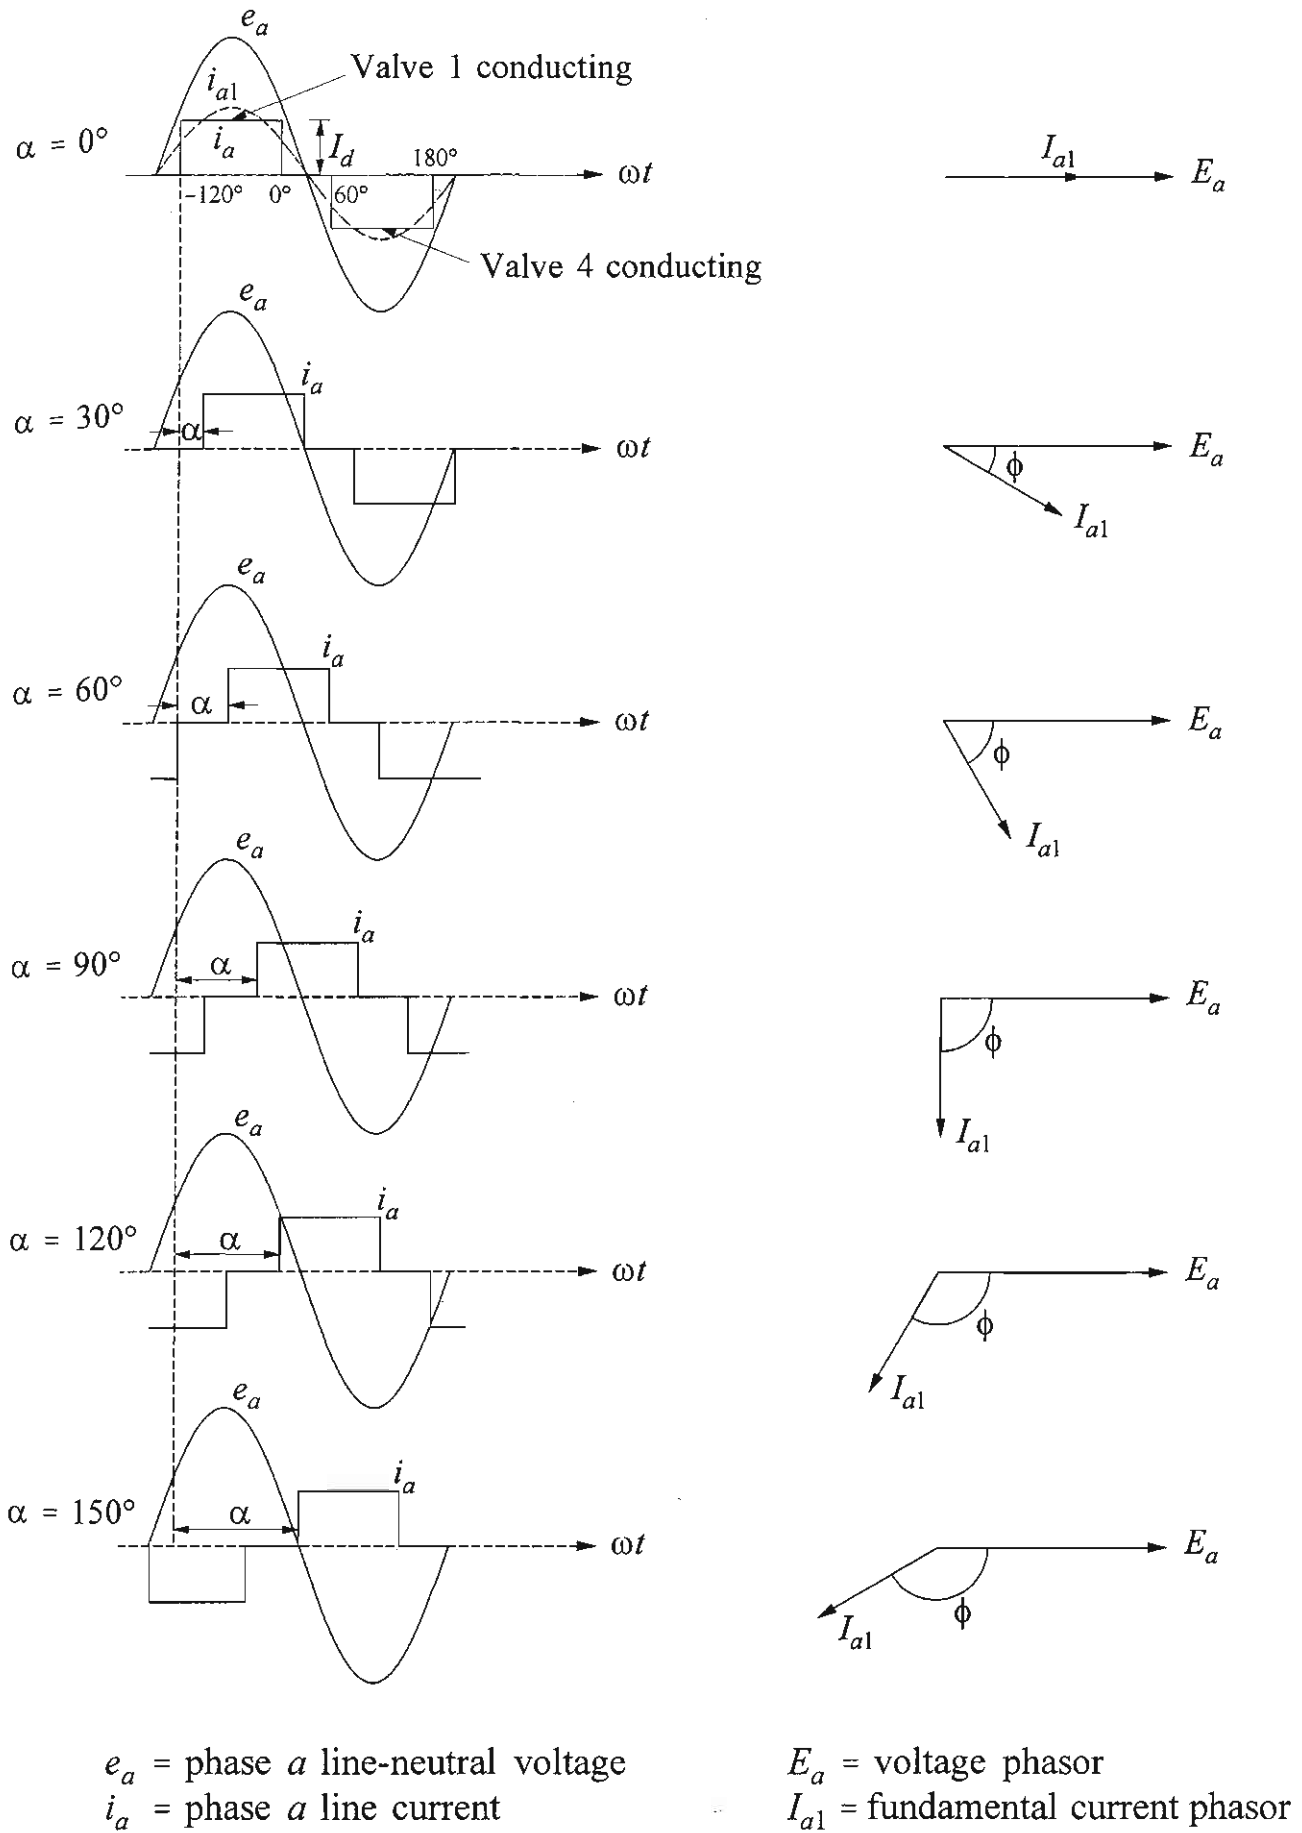 e_a
Valve 1 conducting
i_a1
α = 0°
i_a
I_d
180°
ωt
−120° 0° 60°
I_a1
E_a
Valve 4 conducting
e_a
i_a
α = 30°
α
ωt
E_a
ϕ
I_a1
e_a
i_a
α = 60°
α
ωt
E_a
ϕ
I_a1
e_a
i_a
α = 90°
α
ωt
E_a
ϕ
I_a1
e_a
i_a
α = 120°
α
ωt
E_a
ϕ
I_a1
e_a
i_a
α = 150°
α
ωt
E_a
ϕ
I_a1
e_a = phase a line-neutral voltage
i_a = phase a line current
E_a = voltage phasor
I_a1 = fundamental current phasor